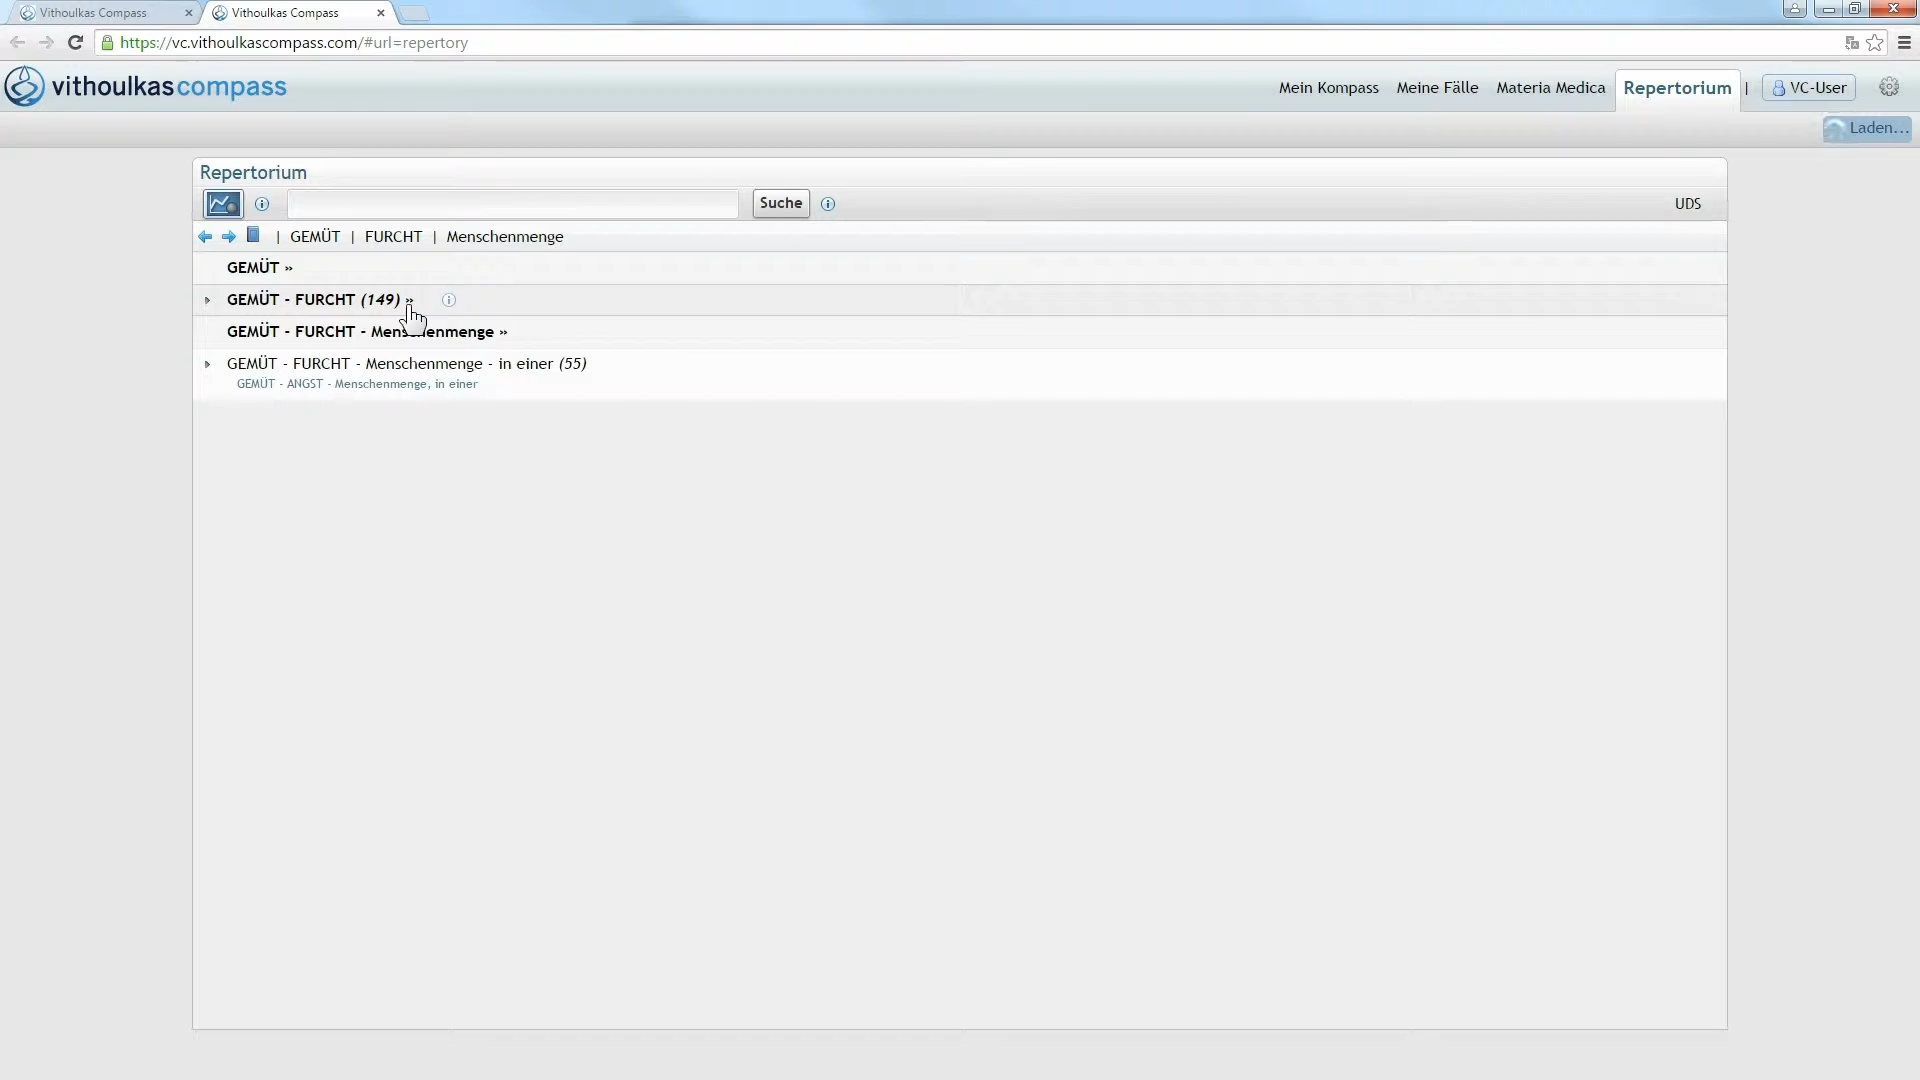 Vithoulkas Compass
Vithoulkas Compass
https://vc.vithoulkascompass.com/#url=repertory
vithoulkascompass
Mein Kompass Meine Fälle Materia Medica Repertorium | VC-User
Laden...
Repertorium
Suche
UDS
| GEMÜT | FURCHT | Menschenmenge
GEMÜT »
GEMÜT - FURCHT (149) »
GEMÜT - FURCHT - Menschenmenge »
GEMÜT - FURCHT - Menschenmenge - in einer (55)
GEMÜT - ANGST - Menschenmenge, in einer